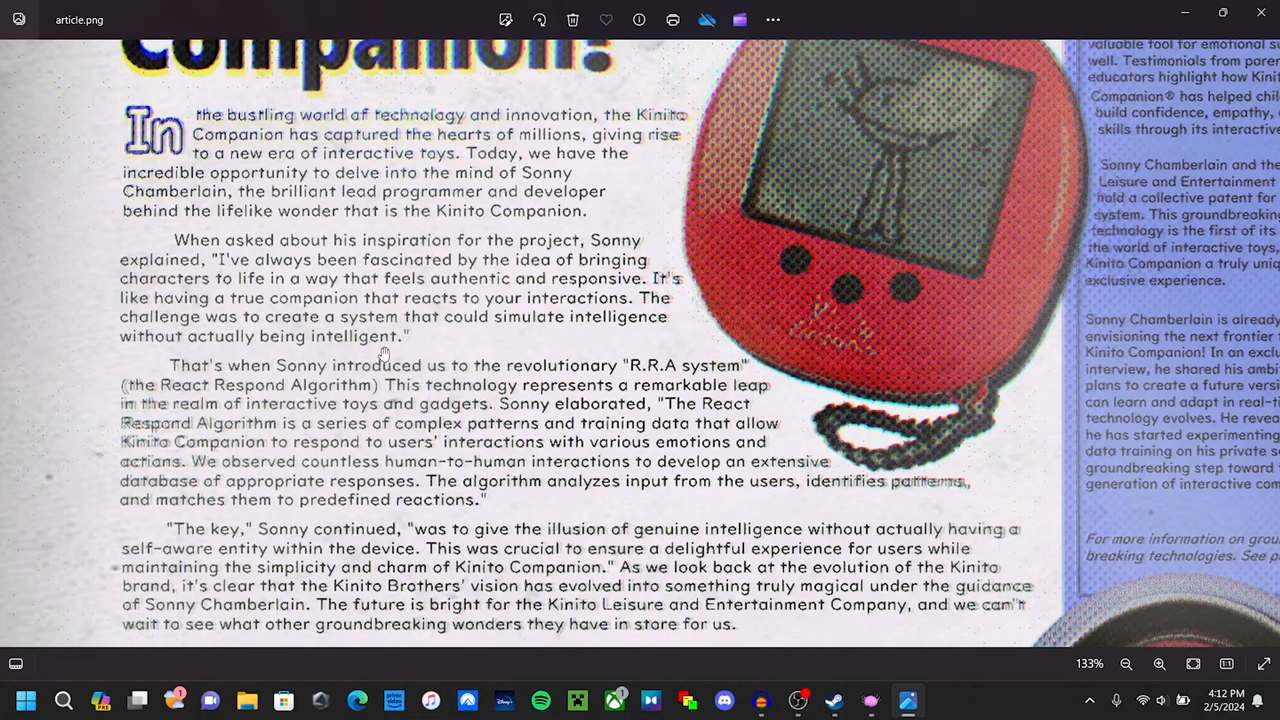 article.png
Companion!
In the bustling world of technology and innovation, the Kinito
Companion has captured the hearts of millions, giving rise
to a new era of interactive toys. Today, we have the
incredible opportunity to delve into the mind of Sonny
Chamberlain, the brilliant lead programmer and developer
behind the lifelike wonder that is the Kinito Companion.
When asked about his inspiration for the project, Sonny
explained, "I've always been fascinated by the idea of bringing
characters to life in a way that feels authentic and responsive. It's
like having a true companion that reacts to your interactions. The
challenge was to create a system that could simulate intelligence
without actually being intelligent."
That's when Sonny introduced us to the revolutionary "R.R.A system"
(the React Respond Algorithm) This technology represents a remarkable leap
in the realm of interactive toys and gadgets. Sonny elaborated, "The React
Respond Algorithm is a series of complex patterns and training data that allow
Kinito Companion to respond to users' interactions with various emotions and
actions. We observed countless human-to-human interactions to develop an extensive
database of appropriate responses. The algorithm analyzes input from the users, identifies patterns,
and matches them to predefined reactions."
"The key," Sonny continued, "was to give the illusion of genuine intelligence without actually having a
self-aware entity within the device. This was crucial to ensure a delightful experience for users while
maintaining the simplicity and charm of Kinito Companion." As we look back at the evolution of the Kinito
brand, it's clear that the Kinito Brothers' vision has evolved into something truly magical under the guidance
of Sonny Chamberlain. The future is bright for the Kinito Leisure and Entertainment Company, and we can't
wait to see what other groundbreaking wonders they have in store for us.
valuable tool for emotional
well. Testimonials from
educators highlight how
Companion® has helped
build confidence, empathy,
skills through its
Sonny Chamberlain and the
Leisure and Entertainment
hold a collective patent for
system. This
technology is the first of its
the world of interactive toys,
Kinito Companion a truly
exclusive experience.
Sonny Chamberlain is already
envisioning the next frontier
Kinito Companion! In an
interview, he shared his
plans to create a future
can learn and adapt in
technology evolves. He
he has started experimenting
data training on his private
groundbreaking step toward
generation of interactive
For more information on
breaking technologies. See
133%
PRE
1
1
prime video
Disney+
4:12 PM
2/5/2024